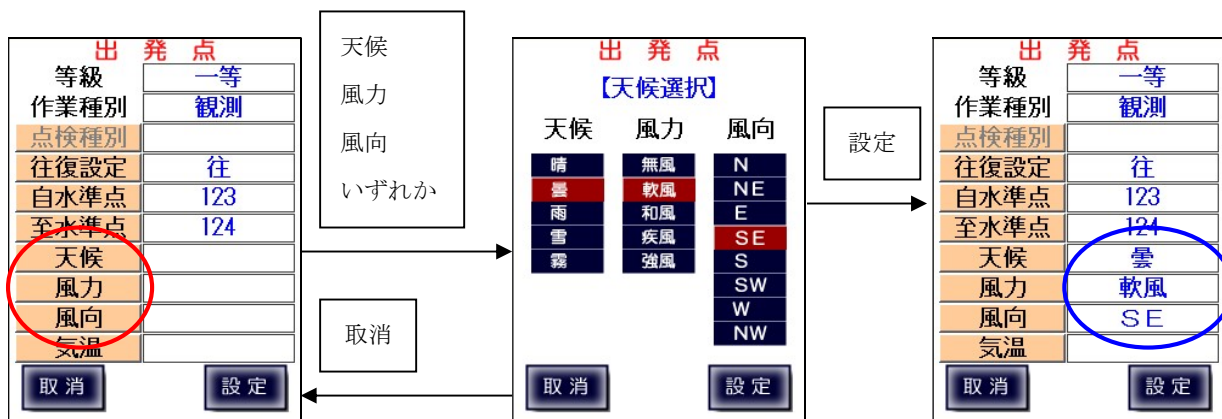 出 発 点
等級 一等
作業種別 観測
点検種別
往復設定 往
自水準点 123
至水準点 124
天候
風力
風向
気温
取消 設定
天候
風力
風向
いずれか
取消
出 発 点
【天候選択】
天候 風力 風向
晴 無風 N
曇 軟風 NE
雨 和風 E
雪 疾風 SE
霧 強風 S
SW
W
NW
取消 設定
設定
出 発 点
等級 一等
作業種別 観測
点検種別
往復設定 往
自水準点 123
至水準点 124
天候 曇
風力 軟風
風向 SE
気温
取消 設定